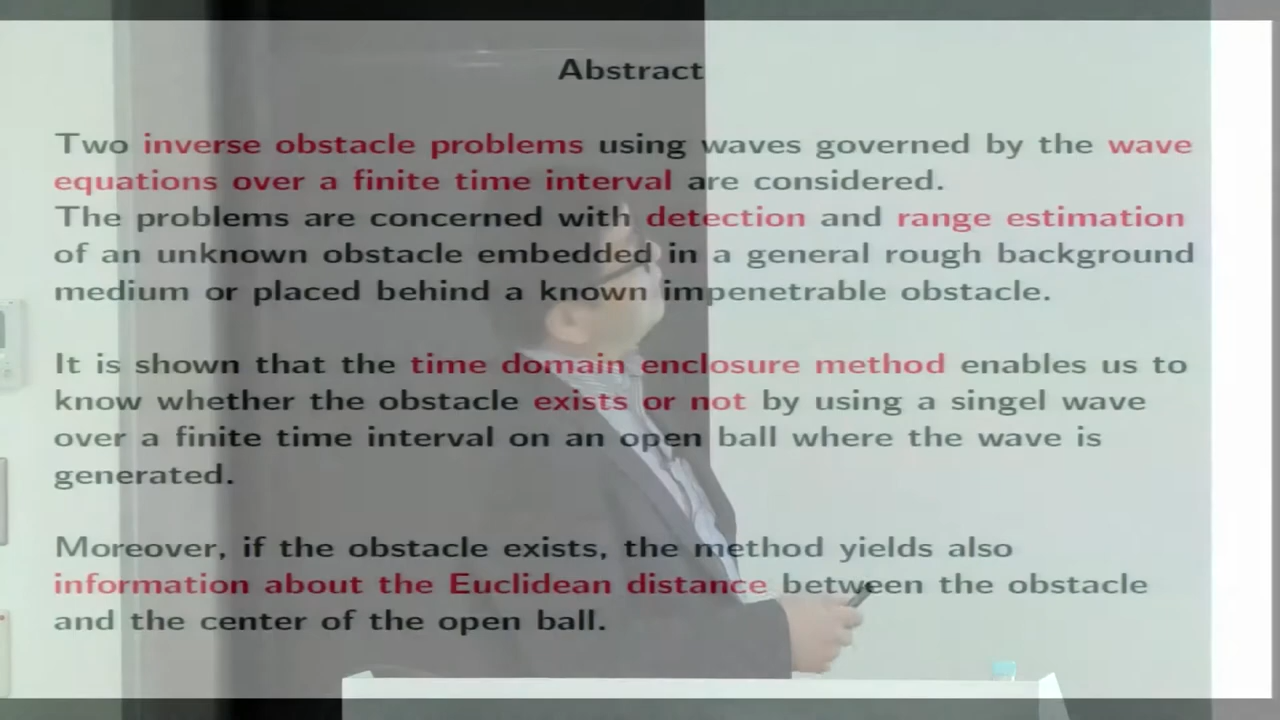 Abstract
Two inverse obstacle problems using waves governed by the wave
equations over a finite time interval are considered.
The problems are concerned with detection and range estimation
of an unknown obstacle embedded in a general rough background
medium or placed behind a known impenetrable obstacle.
It is shown that the time domain enclosure method enables us to
know whether the obstacle exists or not by using a singel wave
over a finite time interval on an open ball where the wave is
generated.
Moreover, if the obstacle exists, the method yields also
information about the Euclidean distance between the obstacle
and the center of the open ball.